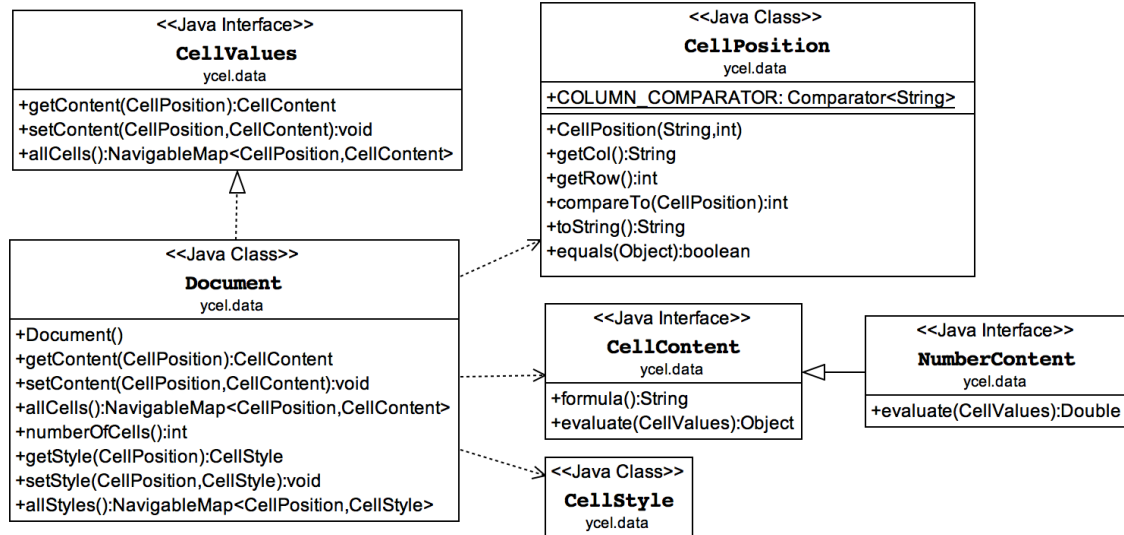 <<Java Interface>>
CellValues
ycel.data
+getContent(CellPosition):CellContent
+setContent(CellPosition,CellContent):void
+allCells():NavigableMap<CellPosition,CellContent>
<<Java Class>>
CellPosition
ycel.data
+COLUMN_COMPARATOR: Comparator<String>
+CellPosition(String,int)
+getCol():String
+getRow():int
+compareTo(CellPosition):int
+toString():String
+equals(Object):boolean
<<Java Class>>
Document
ycel.data
+Document()
+getContent(CellPosition):CellContent
+setContent(CellPosition,CellContent):void
+allCells():NavigableMap<CellPosition,CellContent>
+numberOfCells():int
+getStyle(CellPosition):CellStyle
+setStyle(CellPosition,CellStyle):void
+allStyles():NavigableMap<CellPosition,CellStyle>
<<Java Interface>>
CellContent
ycel.data
+formula():String
+evaluate(CellValues):Object
<<Java Interface>>
NumberContent
ycel.data
+evaluate(CellValues):Double
<<Java Class>>
CellStyle
ycel.data